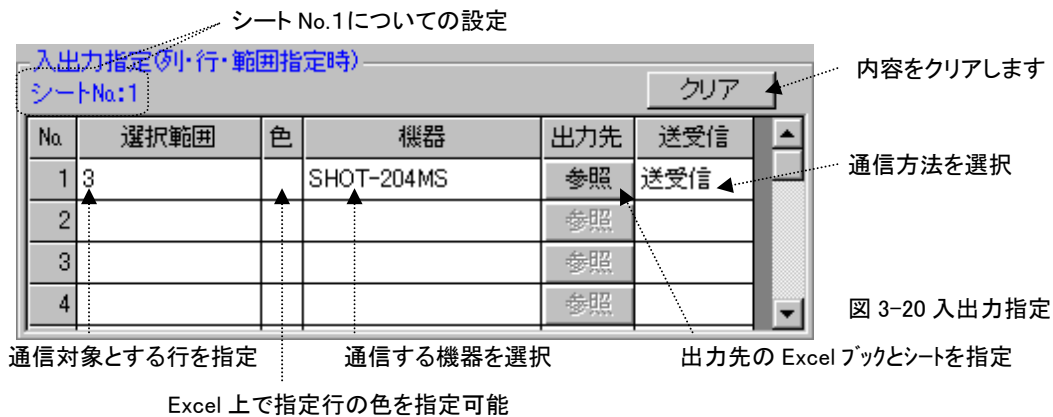 シート No.1についての設定
入出力指定(列・行・範囲指定時)
シートNo.:1
クリア
内容をクリアします
No. 選択範囲 色 機器 出力先 送受信
1 3 SHOT-204MS 参照 送受信
通信方法を選択
2 参照
3 参照
4 参照
図 3-20 入出力指定
通信対象とする行を指定
通信する機器を選択
出力先の Excel ブックとシートを指定
Excel 上で指定行の色を指定可能